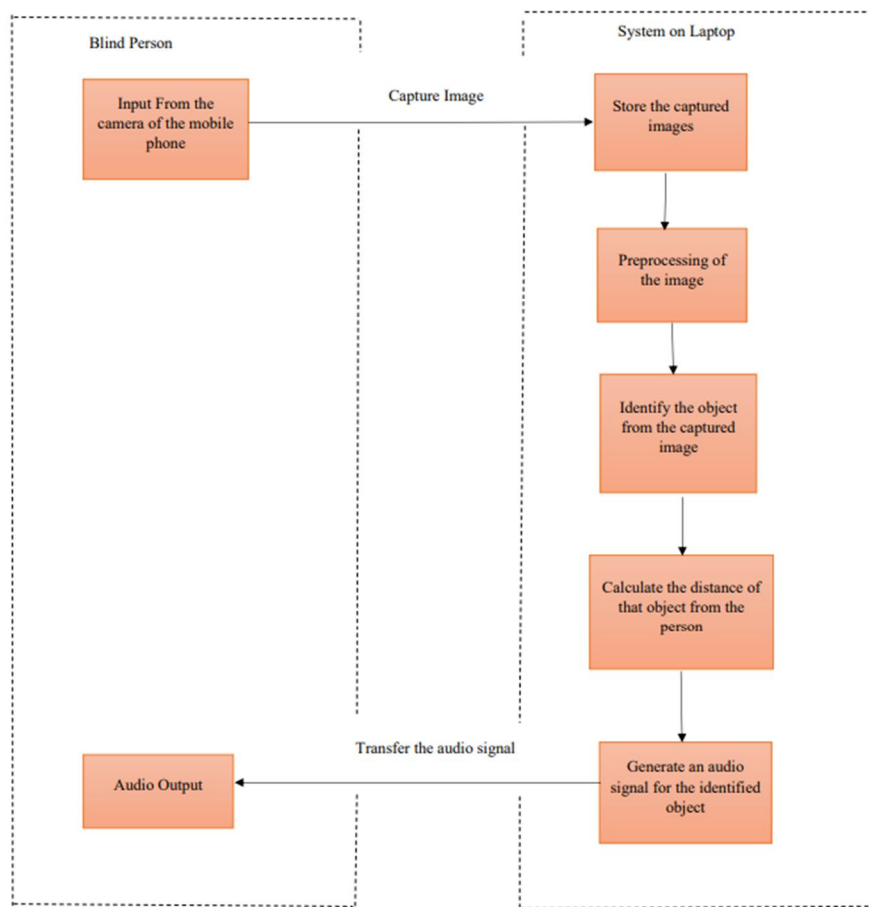 Blind Person
System on Laptop
Input From the
camera of the mobile
phone
Capture Image
Store the captured
images
Preprocessing of
the image
Identify the object
from the captured
image
Calculate the distance of
that object from the
person
Transfer the audio signal
Generate an audio
signal for the identified
object
Audio Output